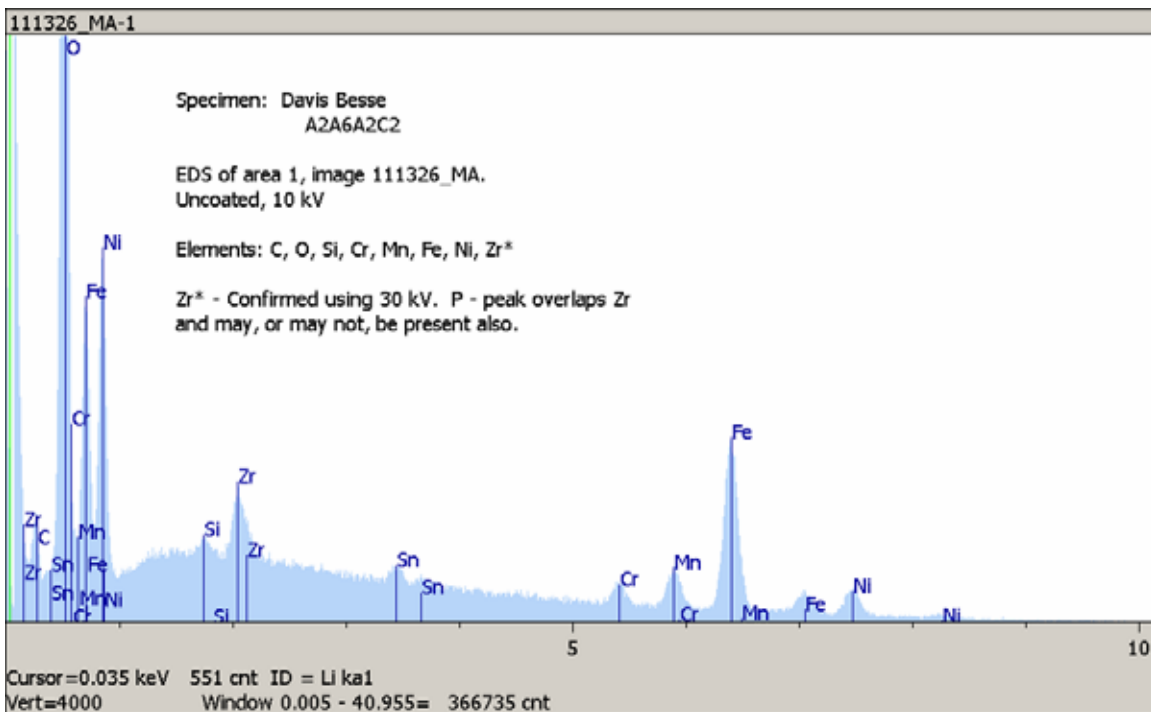 111326_MA-1
O
Specimen: Davis Besse
A2A6A2C2
EDS of area 1, image 111326_MA.
Uncoated, 10 kV
Elements: C, O, Si, Cr, Mn, Fe, Ni, Zr*
Zr* - Confirmed using 30 kV. P - peak overlaps Zr
and may, or may not, be present also.
Ni
Fe
Cr
Fe
Zr
Zr C Mn Si Sn Mn
Zr Sn Fe Zr Sn Cr
Sn Mn Ni Fe Ni
Cr Si Cr Mn Ni
5 10
Cursor=0.035 keV 551 cnt ID = Li ka1
Vert=4000 Window 0.005 - 40.955= 366735 cnt